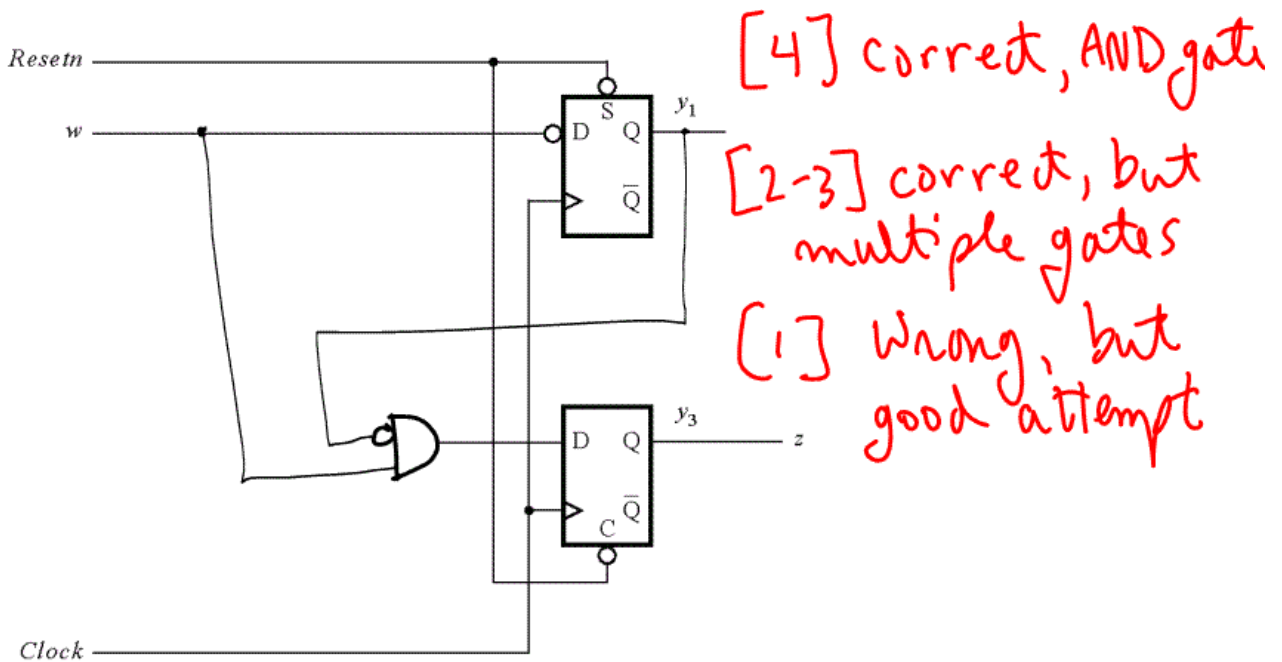 Resetn
w
S
D Q
y1
Q̅
[4] correct, AND gate
[2-3] correct, but
multiple gates
[1] Wrong, but
good attempt
y3
D Q
z
Q̅
C
Clock